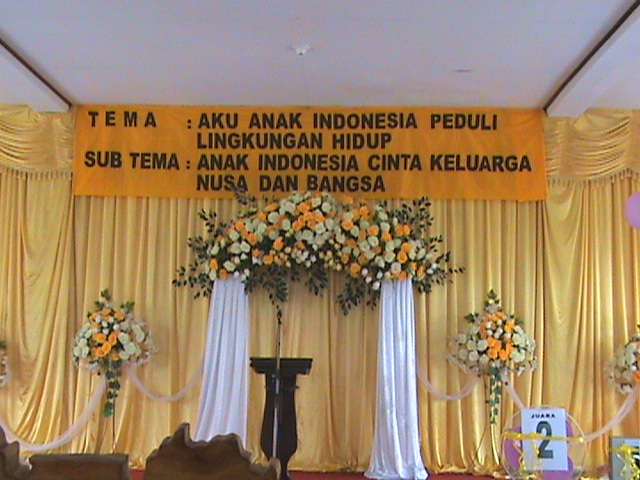 TEMA : AKU ANAK INDONESIA PEDULI
LINGKUNGAN HIDUP
SUB TEMA : ANAK INDONESIA CINTA KELUARGA
NUSA DAN BANGSA
JUARA
2